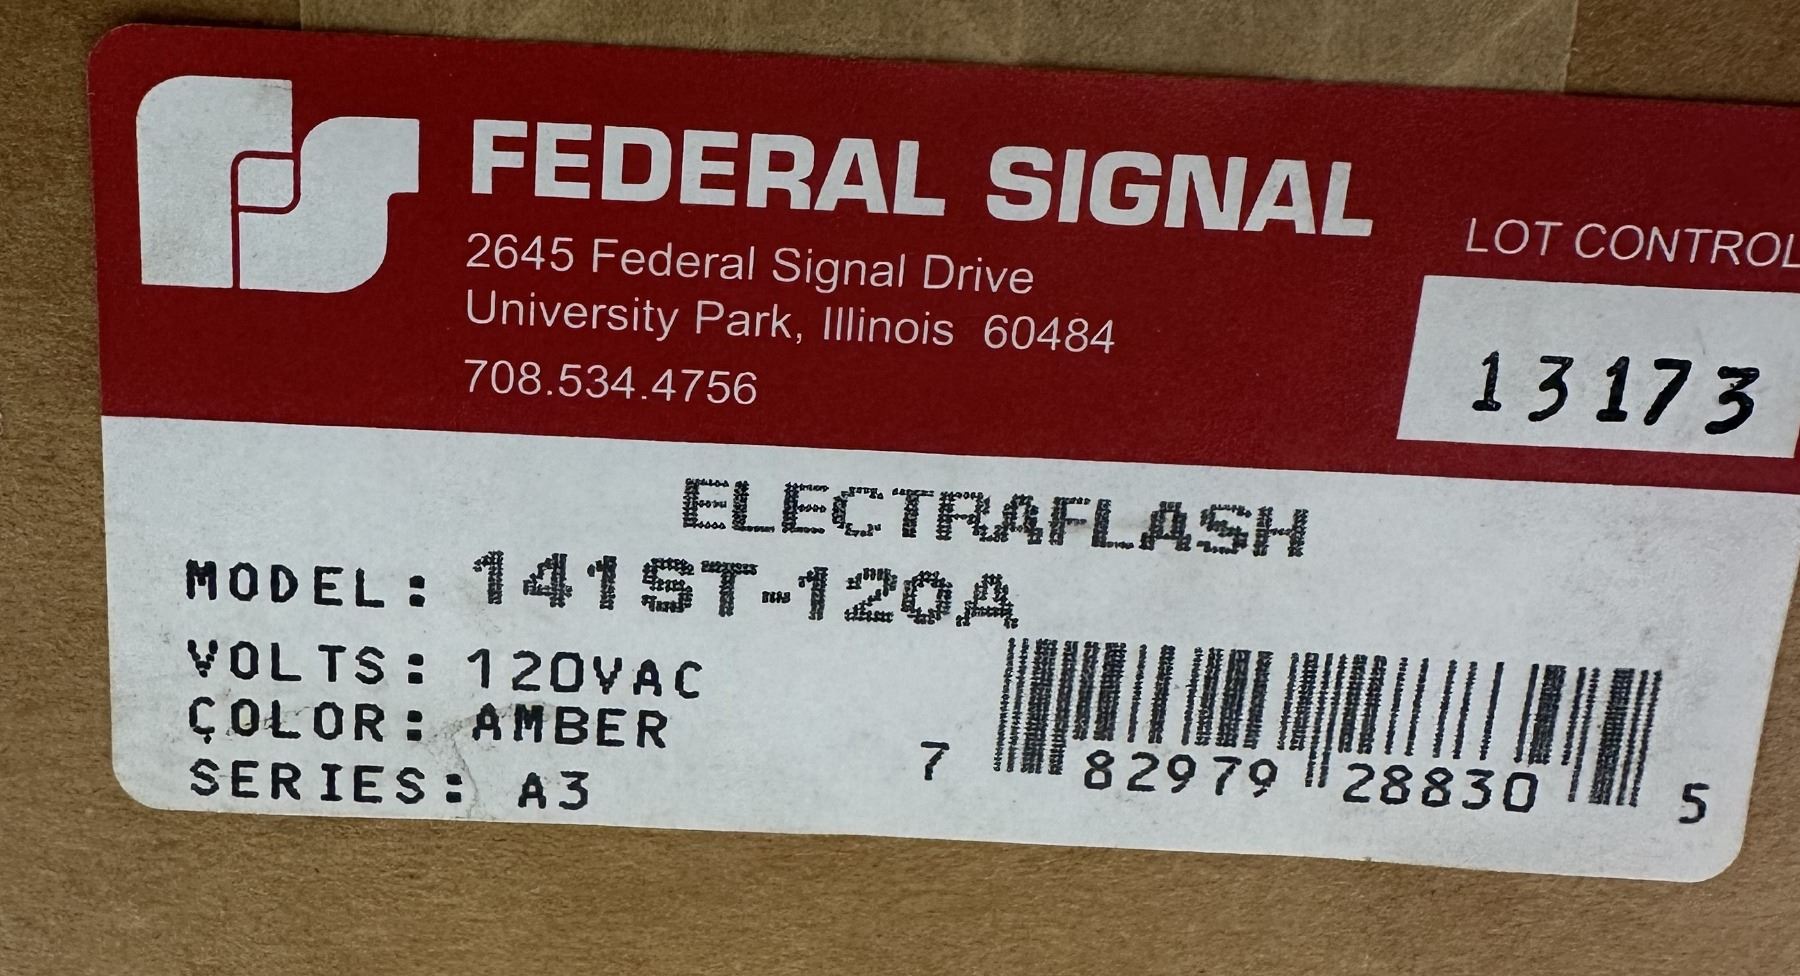 FEDERAL SIGNAL
2645 Federal Signal Drive
University Park, Illinois 60484
708.534.4756
LOT CONTROL
13173
ELECTRAFLASH
MODEL: 141ST-120A
VOLTS: 120VAC
COLOR: AMBER
SERIES: A3
7 82979 28830 5